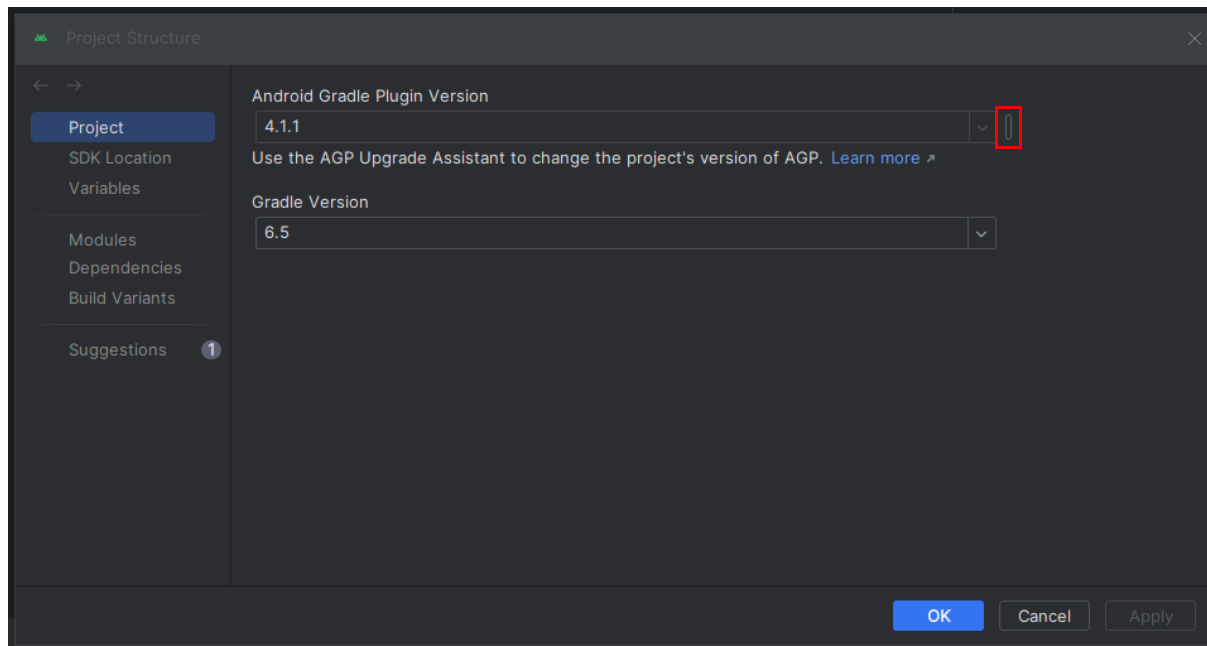 Project Structure
Project
SDK Location
Variables
Modules
Dependencies
Build Variants
Suggestions 1
Android Gradle Plugin Version
4.1.1
Use the AGP Upgrade Assistant to change the project's version of AGP. Learn more ↗
Gradle Version
6.5
OK Cancel Apply